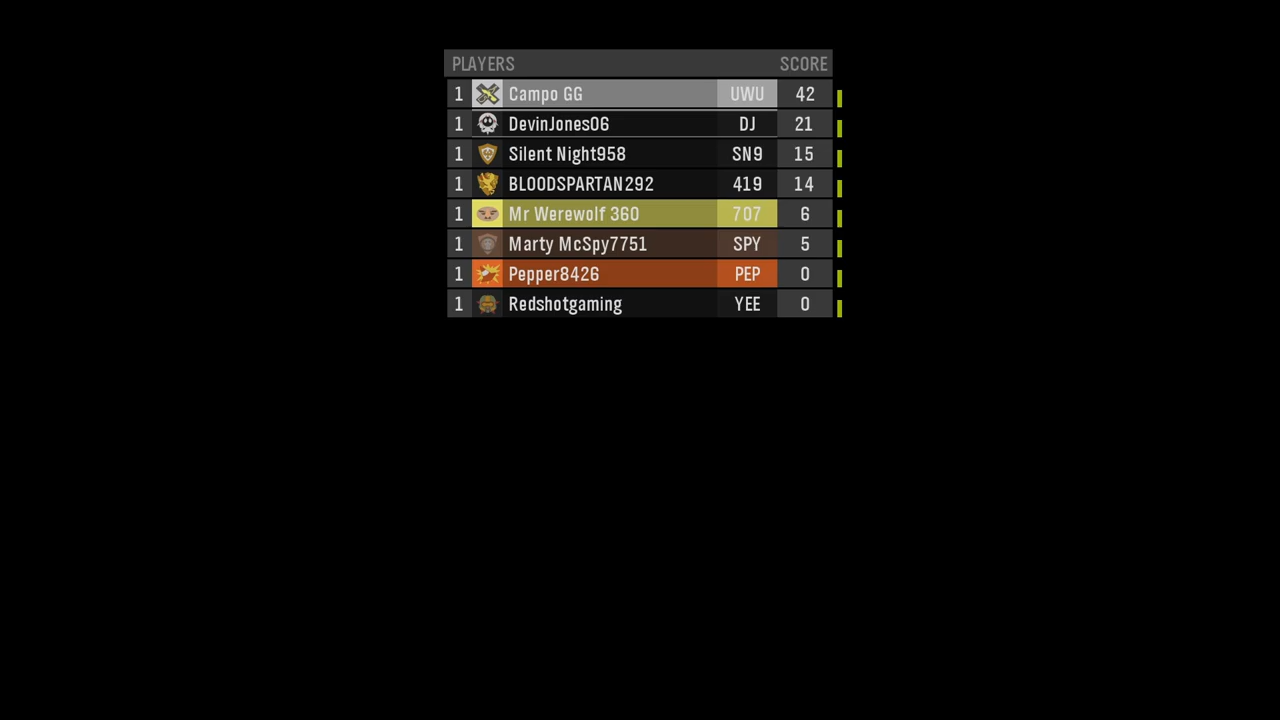 PLAYERS SCORE
1 Campo GG UWU 42
1 DevinJones06 DJ 21
1 Silent Night958 SN9 15
1 BLOODSPARTAN292 419 14
1 Mr Werewolf 360 707 6
1 Marty McSpy7751 SPY 5
1 Pepper8426 PEP 0
1 Redshotgaming YEE 0